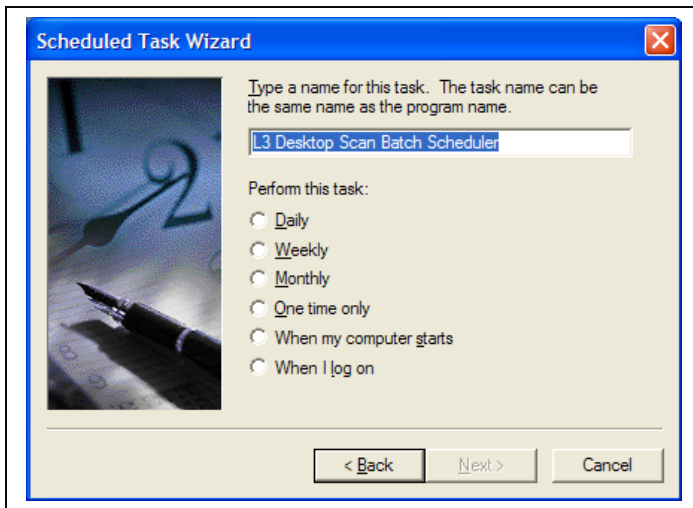 Scheduled Task Wizard
Type a name for this task. The task name can be
the same name as the program name.
L3 Desktop Scan Batch Scheduler
Perform this task:
Daily
Weekly
Monthly
One time only
When my computer starts
When I log on
< Back Next > Cancel